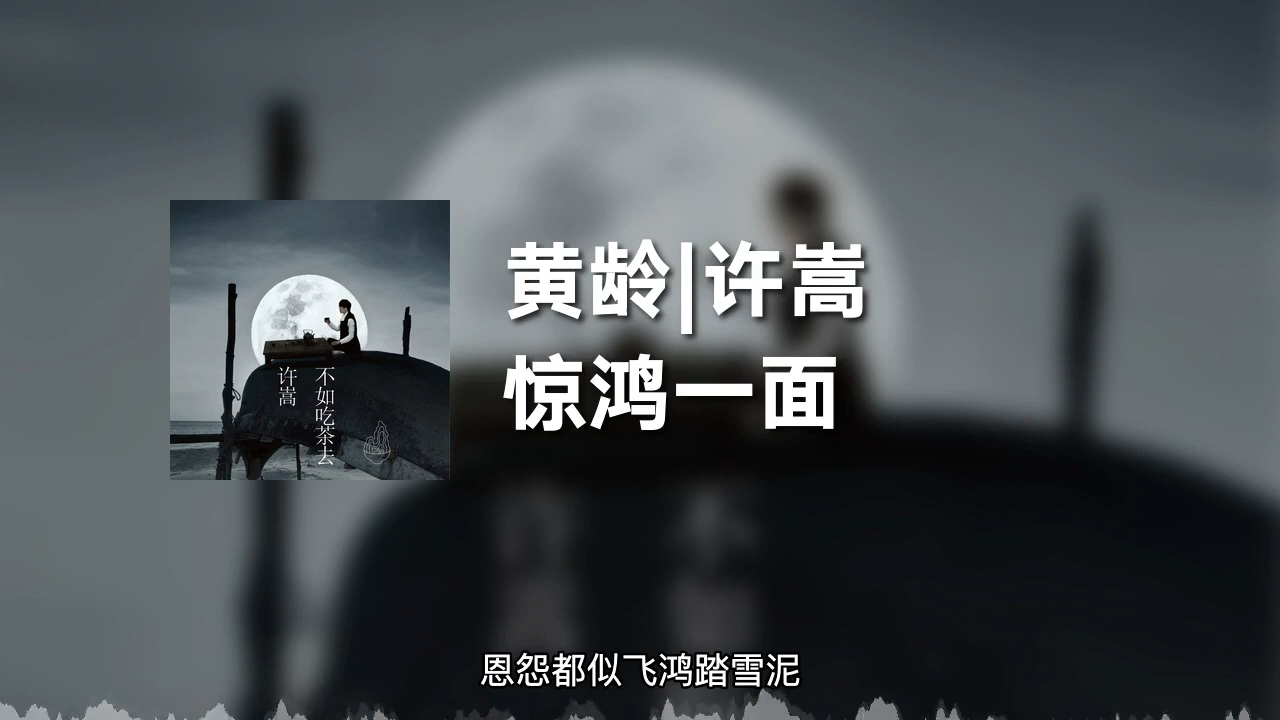 黄龄|许嵩
惊鸿一面
不如吃茶去
许嵩
恩怨都似飞鸿踏雪泥